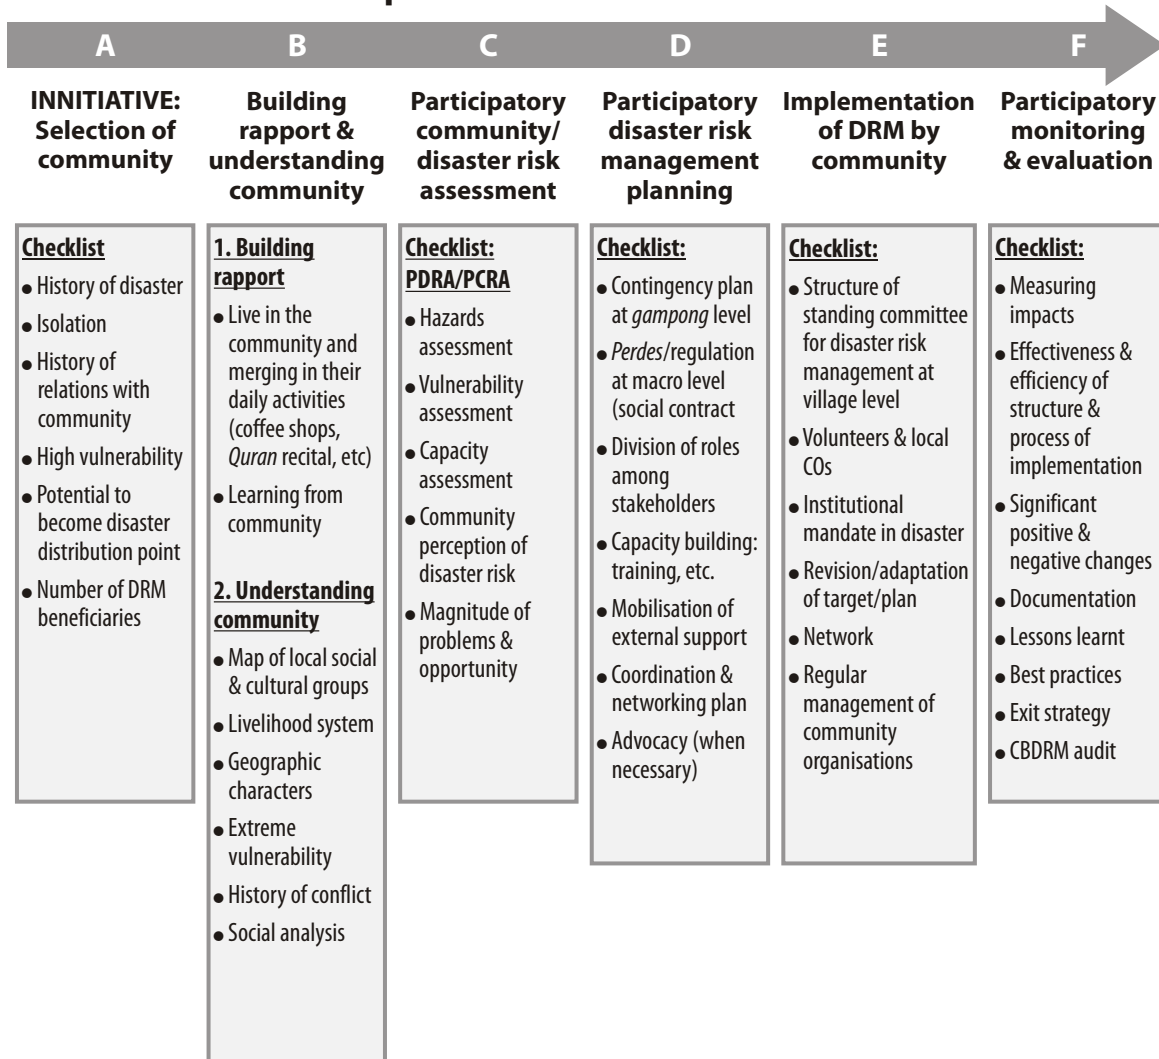 A
B
C
D
E
F
INNITIATIVE:
Selection of
community
Building
rapport &
understanding
community
Participatory
community/
disaster risk
assessment
Participatory
disaster risk
management
planning
Implementation
of DRM by
community
Participatory
monitoring
& evaluation
Checklist
● History of disaster
● Isolation
● History of
relations with
community
● High vulnerability
● Potential to
become disaster
distribution point
● Number of DRM
beneficiaries
1. Building
rapport
● Live in the
community and
merging in their
daily activities
(coffee shops,
Quran recital, etc)
● Learning from
community
2. Understanding
community
● Map of local social
& cultural groups
● Livelihood system
● Geographic
characters
● Extreme
vulnerability
● History of conflict
● Social analysis
Checklist:
PDRA/PCRA
● Hazards
assessment
● Vulnerability
assessment
● Capacity
assessment
● Community
perception of
disaster risk
● Magnitude of
problems &
opportunity
Checklist:
● Contingency plan
at gampong level
● Perdes/regulation
at macro level
(social contract
● Division of roles
among
stakeholders
● Capacity building:
training, etc.
● Mobilisation of
external support
● Coordination &
networking plan
● Advocacy (when
necessary)
Checklist:
● Structure of
standing committee
for disaster risk
management at
village level
● Volunteers & local
COs
● Institutional
mandate in disaster
● Revision/adaptation
of target/plan
● Network
● Regular
management of
community
organisations
Checklist:
● Measuring
impacts
● Effectiveness &
efficiency of
structure &
process of
implementation
● Significant
positive &
negative changes
● Documentation
● Lessons learnt
● Best practices
● Exit strategy
● CBDRM audit